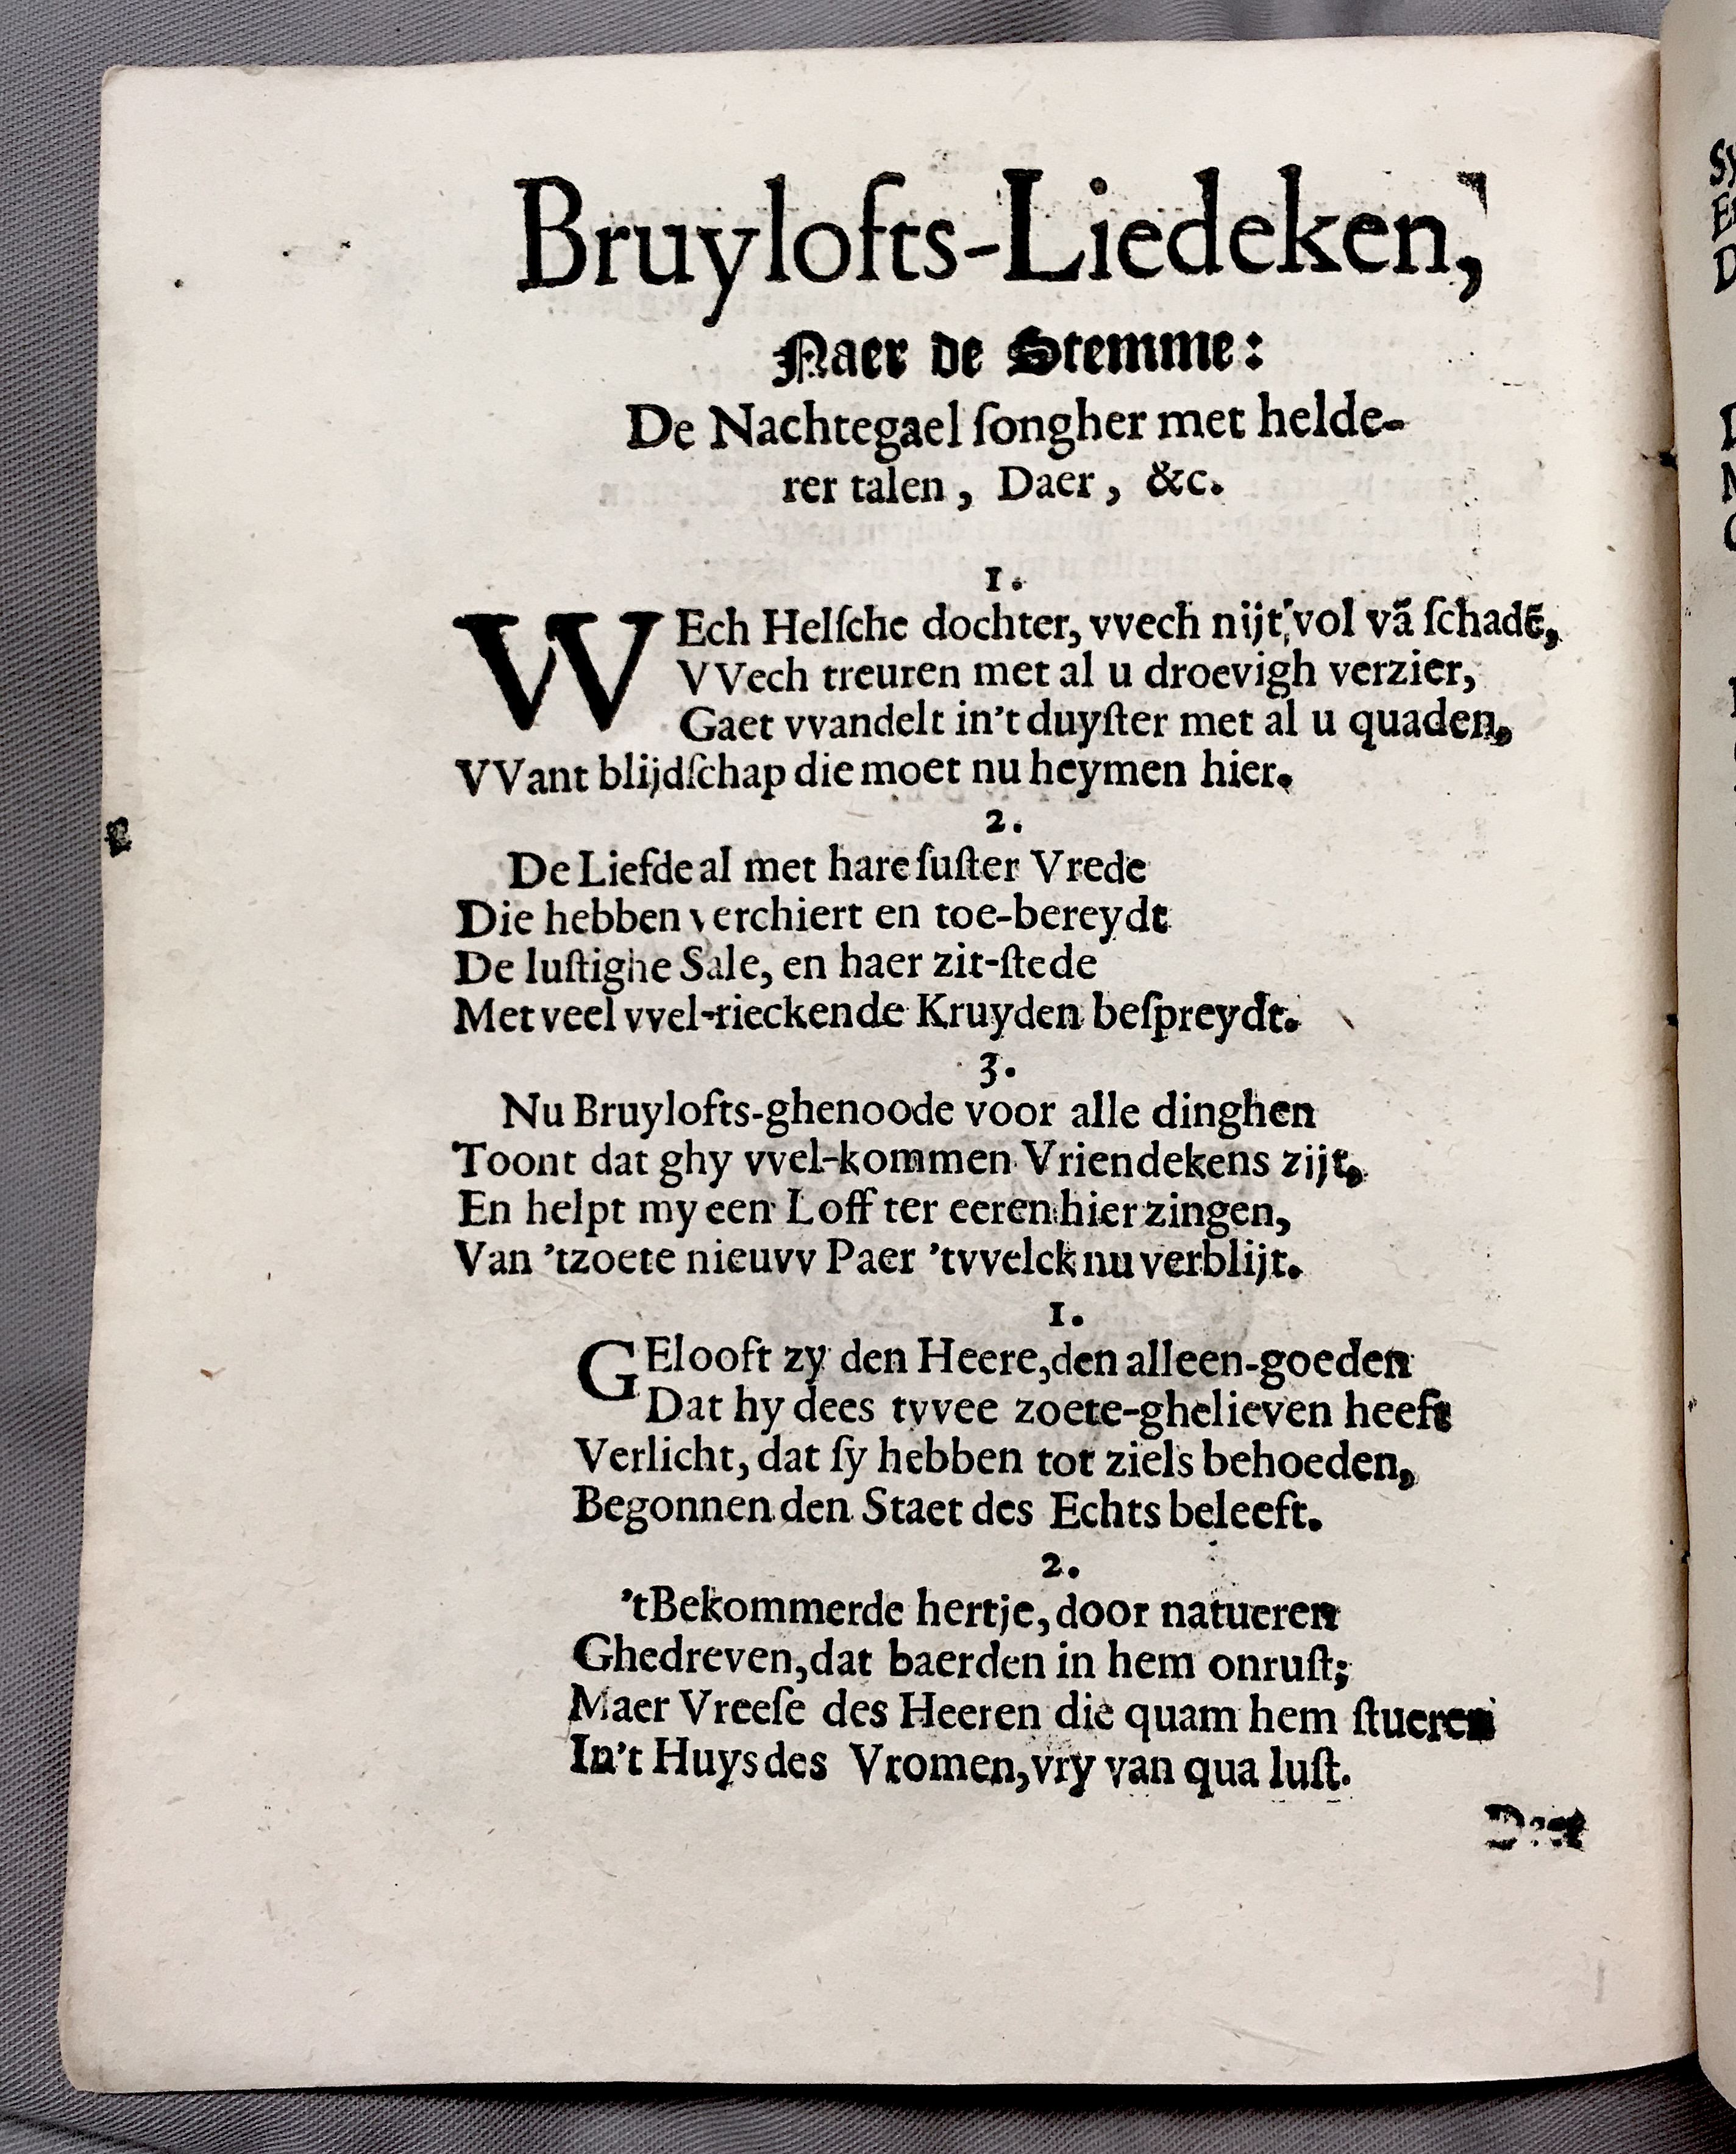 Bruylofts-Liedeken,
Naer de Stemme:
De Nachtegael ſongher met helde-
rer talen, Daer, &c.
1.
WEch Helſche dochter, vvech nijt, vol vã ſchadẽ,
VVech treuren met al u droevigh verzier,
Gaet vvandelt in't duyſter met al u quaden,
VVant blijdſchap die moet nu heymen hier.
2.
De Liefde al met hare ſuſter Vrede
Die hebben verchiert en toe-bereydt
De luſtighe Sale, en haer zit-ſtede
Met veel vvel-rieckende Kruyden beſpreydt.
3.
Nu Bruylofts-ghenoode voor alle dinghen
Toont dat ghy vvel-kommen Vriendekens zijt,
En helpt my een Loff ter eeren hier zingen,
Van 'tzoete nieuvv Paer 'tvvelck nu verblijt.
1.
GElooft zy den Heere, den alleen-goeden
Dat hy dees tvvee zoete-ghelieven heeft
Verlicht, dat ſy hebben tot ziels behoeden,
Begonnen den Staet des Echts beleeft.
2.
'tBekommerde hertje, door natueren
Ghedreven, dat baerden in hem onruſt;
Maer Vreeſe des Heeren die quam hem ſtueren
In't Huys des Vromen, vry van qua luſt.